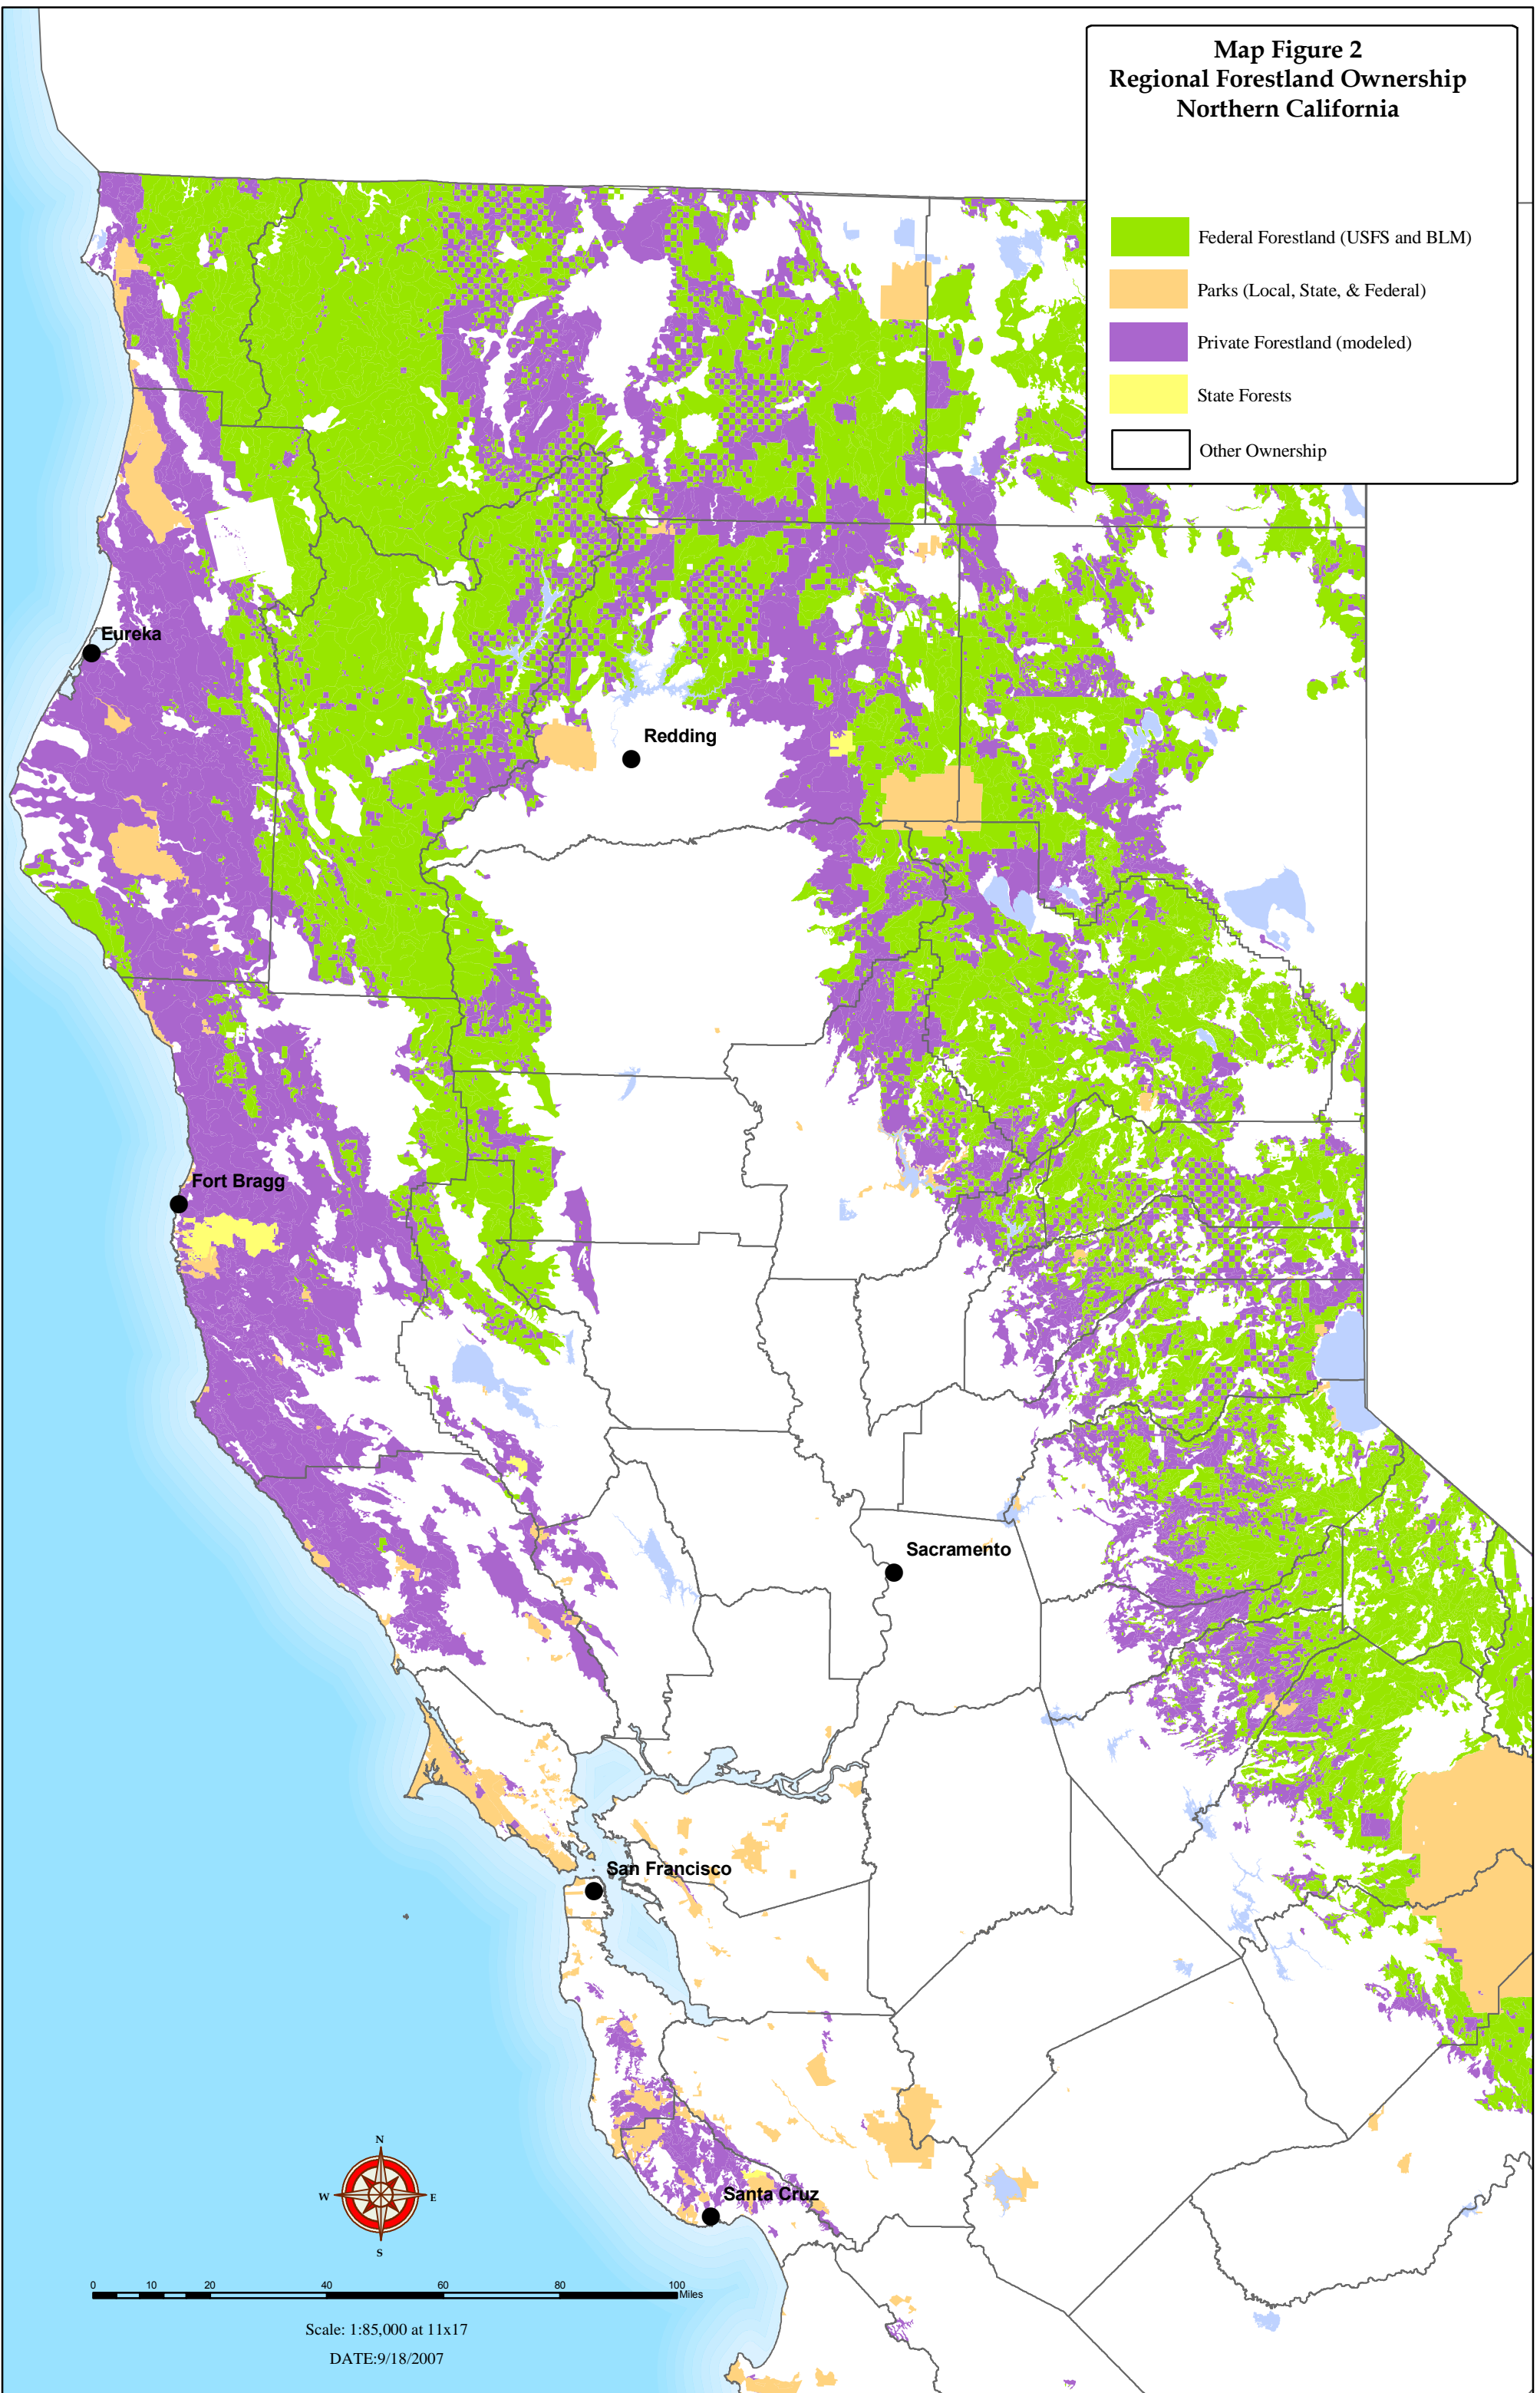 Map Figure 2
Regional Forestland Ownership
Northern California
Federal Forestland (USFS and BLM)
Parks (Local, State, & Federal)
Private Forestland (modeled)
State Forests
Other Ownership
Eureka
Redding
Fort Bragg
Sacramento
San Francisco
Santa Cruz
N
W E
S
0 10 20 40 60 80 100
Miles
Scale: 1:85,000 at 11x17
DATE:9/18/2007